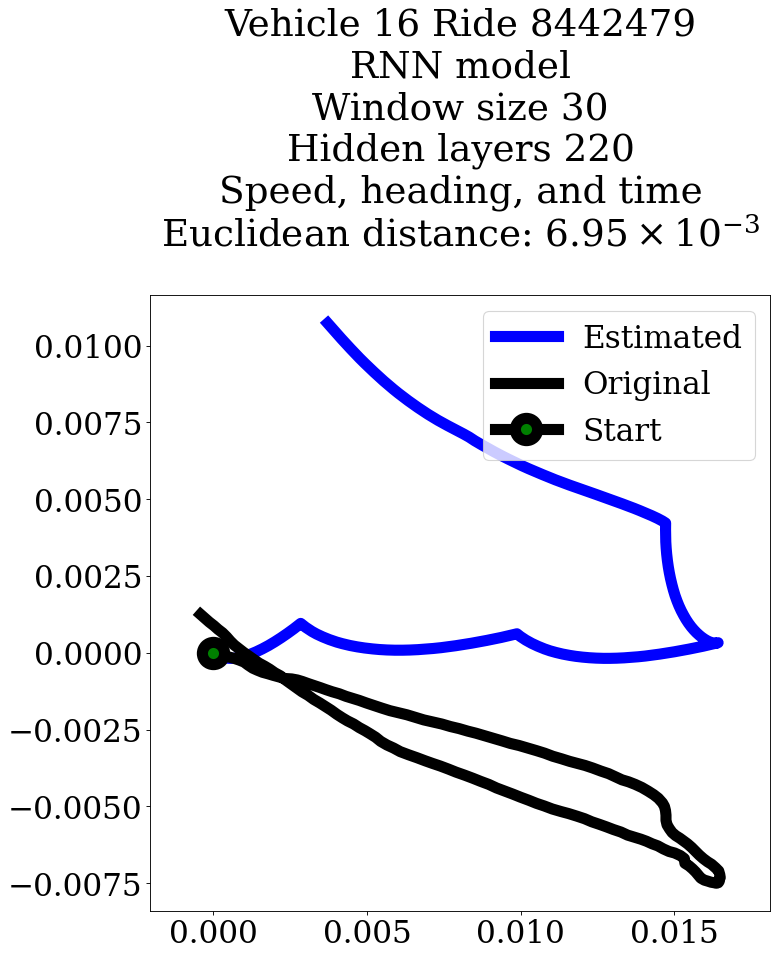 Vehicle 16 Ride 8442479
RNN model
Window size 30
Hidden layers 220
Speed, heading, and time
Euclidean distance: 6.95 × 10⁻³
Estimated
Original
Start
0.0100
0.0075
0.0050
0.0025
0.0000
−0.0025
−0.0050
−0.0075
0.000 0.005 0.010 0.015